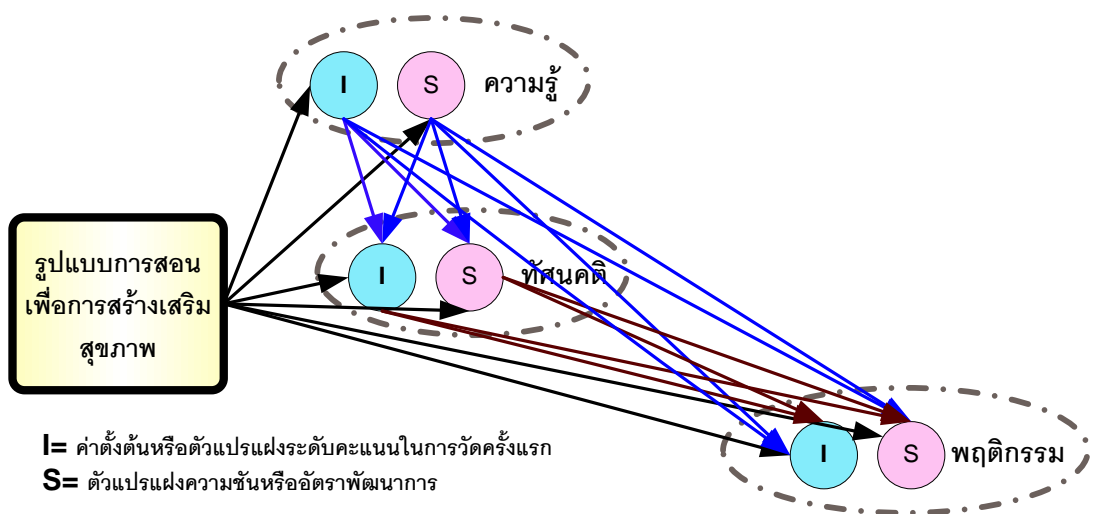 I S ความรู้
I S ทัศนคติ
รูปแบบการสอน
เพื่อการสร้างเสริม
สุขภาพ
I S พฤติกรรม
I= ค่าตั้งต้นหรือตัวแปรแฝงระดับคะแนนในการวัดครั้งแรก
S= ตัวแปรแฝงความชันหรืออัตราพัฒนาการ